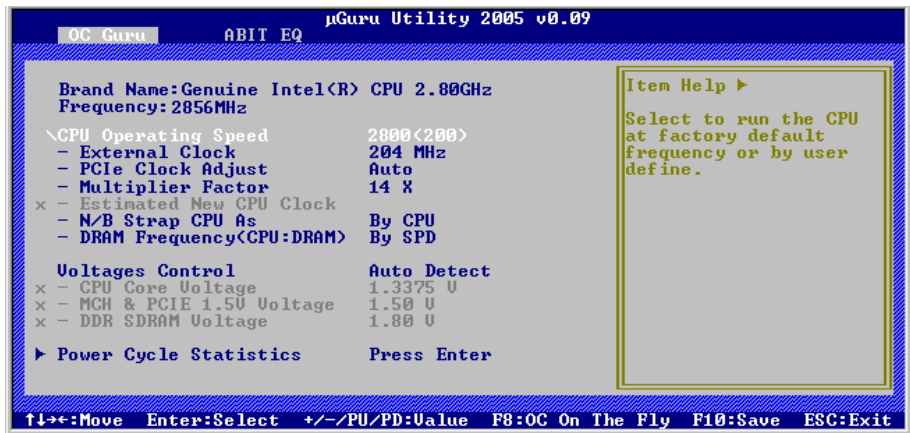 µGuru Utility 2005 v0.09
OC Guru ABIT EQ
Brand Name:Genuine Intel(R) CPU 2.80GHz
Frequency:2856MHz
\CPU Operating Speed 2800(200)
- External Clock 204 MHz
- PCIe Clock Adjust Auto
- Multiplier Factor 14 X
x - Estimated New CPU Clock
- N/B Strap CPU As By CPU
- DRAM Frequency(CPU:DRAM) By SPD
Voltages Control Auto Detect
x - CPU Core Voltage 1.3375 V
x - MCH & PCIE 1.5V Voltage 1.50 V
x - DDR SDRAM Voltage 1.80 V
▶ Power Cycle Statistics Press Enter
Item Help ▶
Select to run the CPU
at factory default
frequency or by user
define.
↑↓→←:Move Enter:Select +/-/PU/PD:Value F8:OC On The Fly F10:Save ESC:Exit